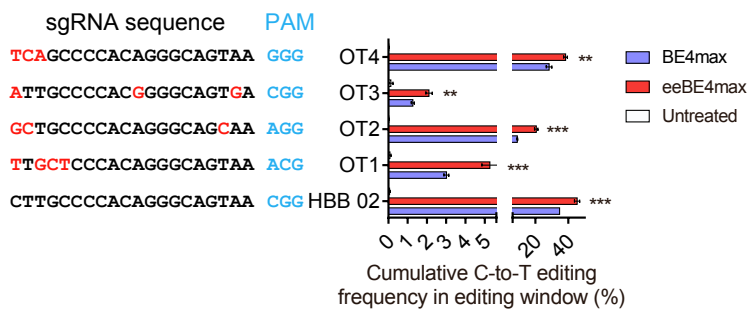 sgRNA sequence PAM
TCAGCCCCACAGGGCAGTAA GGG OT4 **
ATTGCCCCACGGGGCAGTGA CGG OT3 **
GCTGCCCCACAGGGCAGCAA AGG OT2 ***
TTGCTCCCACAGGGCAGTAA ACG OT1 ***
CTTGCCCCACAGGGCAGTAA CGG HBB 02 ***
0 1 2 3 4 5 20 40
Cumulative C-to-T editing
frequency in editing window (%)
BE4max
eeBE4max
Untreated